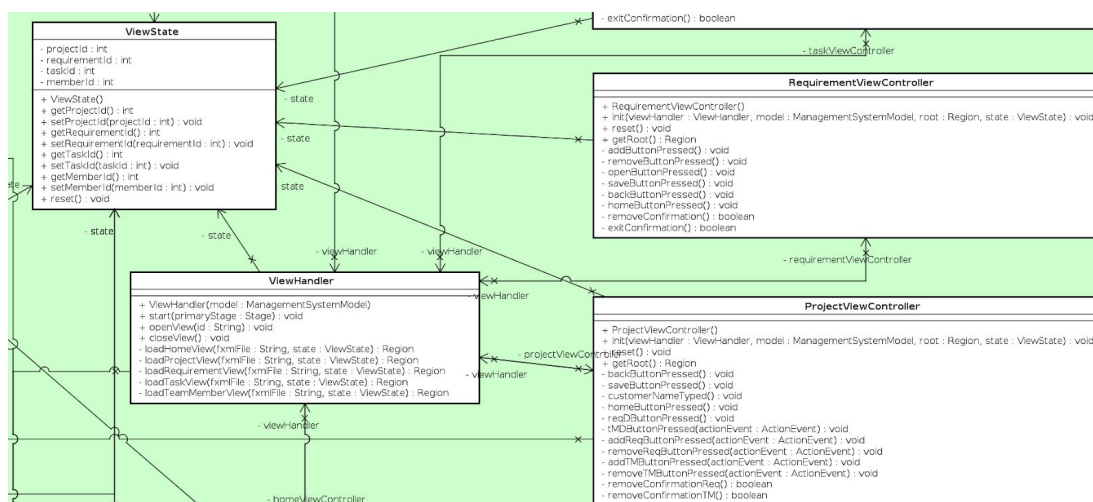 - exitConfirmation() : boolean
- taskViewController
ViewState
- projectId : int
- requirementId : int
- taskId : int
- memberId : int
+ ViewState()
+ getProjectId() : int
+ setProjectId(projectId : int) : void
+ getRequirementId() : int
+ setRequirementId(requirementId : int) : void
+ getTaskId() : int
+ setTaskId(taskId : int) : void
+ getMemberId() : int
+ setMemberId(memberId : int) : void
+ reset() : void
- state
- state
- state
- state
- state
RequirementViewController
+ RequirementViewController()
+ init(viewHandler : ViewHandler, model : ManagementSystemModel, root : Region, state : ViewState) : void
+ reset() : void
+ getRoot() : Region
- addButtonPressed() : void
- removeButtonPressed() : void
- openButtonPressed() : void
- saveButtonPressed() : void
- backButtonPressed() : void
- homeButtonPressed() : void
- removeConfirmation() : boolean
- exitConfirmation() : boolean
- viewHandler
- viewHandler
- requirementViewController
- viewHandler
ViewHandler
+ ViewHandler(model : ManagementSystemModel)
+ start(primaryStage : Stage) : void
+ openView(id : String) : void
+ closeView() : void
- loadHomeView(fxmlFile : String, state : ViewState) : Region
- loadProjectView(fxmlFile : String, state : ViewState) : Region
- loadRequirementView(fxmlFile : String, state : ViewState) : Region
- loadTaskView(fxmlFile : String, state : ViewState) : Region
- loadTeamMemberView(fxmlFile : String, state : ViewState) : Region
- projectViewController
- viewHandler
- viewHandler
- homeViewController
ProjectViewController
+ ProjectViewController()
+ init(viewHandler : ViewHandler, model : ManagementSystemModel, root : Region, state : ViewState) : void
+ reset() : void
+ getRoot() : Region
- backButtonPressed() : void
- saveButtonPressed() : void
- customerNameTyped() : void
- homeButtonPressed() : void
- reqDButtonPressed() : void
- tMDButtonPressed(actionEvent : ActionEvent) : void
- addReqButtonPressed(actionEvent : ActionEvent) : void
- removeReqButtonPressed(actionEvent : ActionEvent) : void
- addTMButtonPressed(actionEvent : ActionEvent) : void
- removeTMButtonPressed(actionEvent : ActionEvent) : void
- removeConfirmationReq() : boolean
- removeConfirmationTM() : boolean